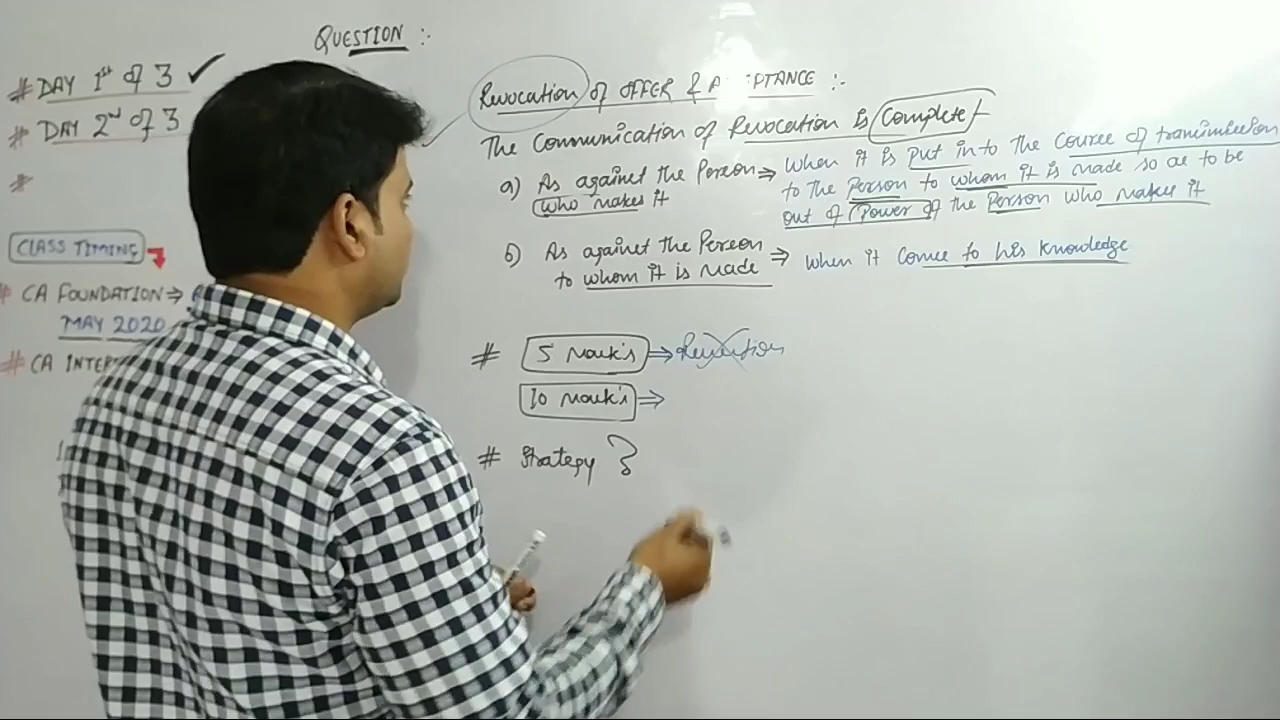 QUESTION :-
# DAY 1st of 3 ✓
# DAY 2nd of 3
#
CLASS TIMING
# CA FOUNDATION ⇒
MAY 2020
# CA INTER
Revocation of OFFER & A PTANCE :-
The Communication of Revocation is Complete
a) As against the Person ⇒ when it is put into the Course of transmission
who makes it to the Person to whom it is made so as to be
out of Power of the Person who makes it
b) As against the Person ⇒ when it Comes to his Knowledge
to whom it is made
# 5 Mark's ⇒
10 Mark's ⇒
# Strategy